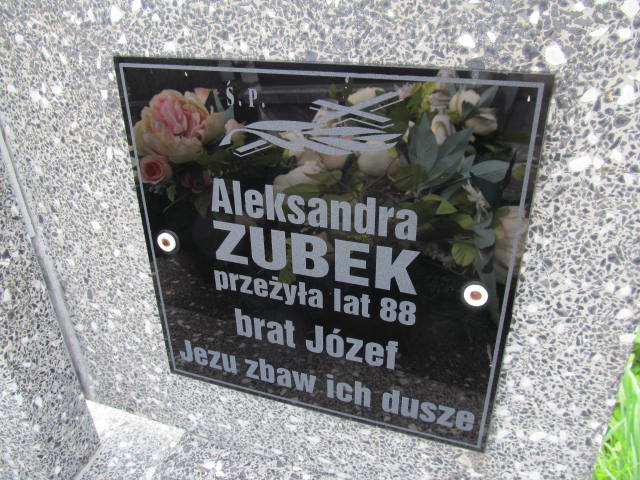 Ś.P.
Aleksandra
ZUBEK
przeżyła lat 88
brat Józef
Jezu zbaw ich dusze